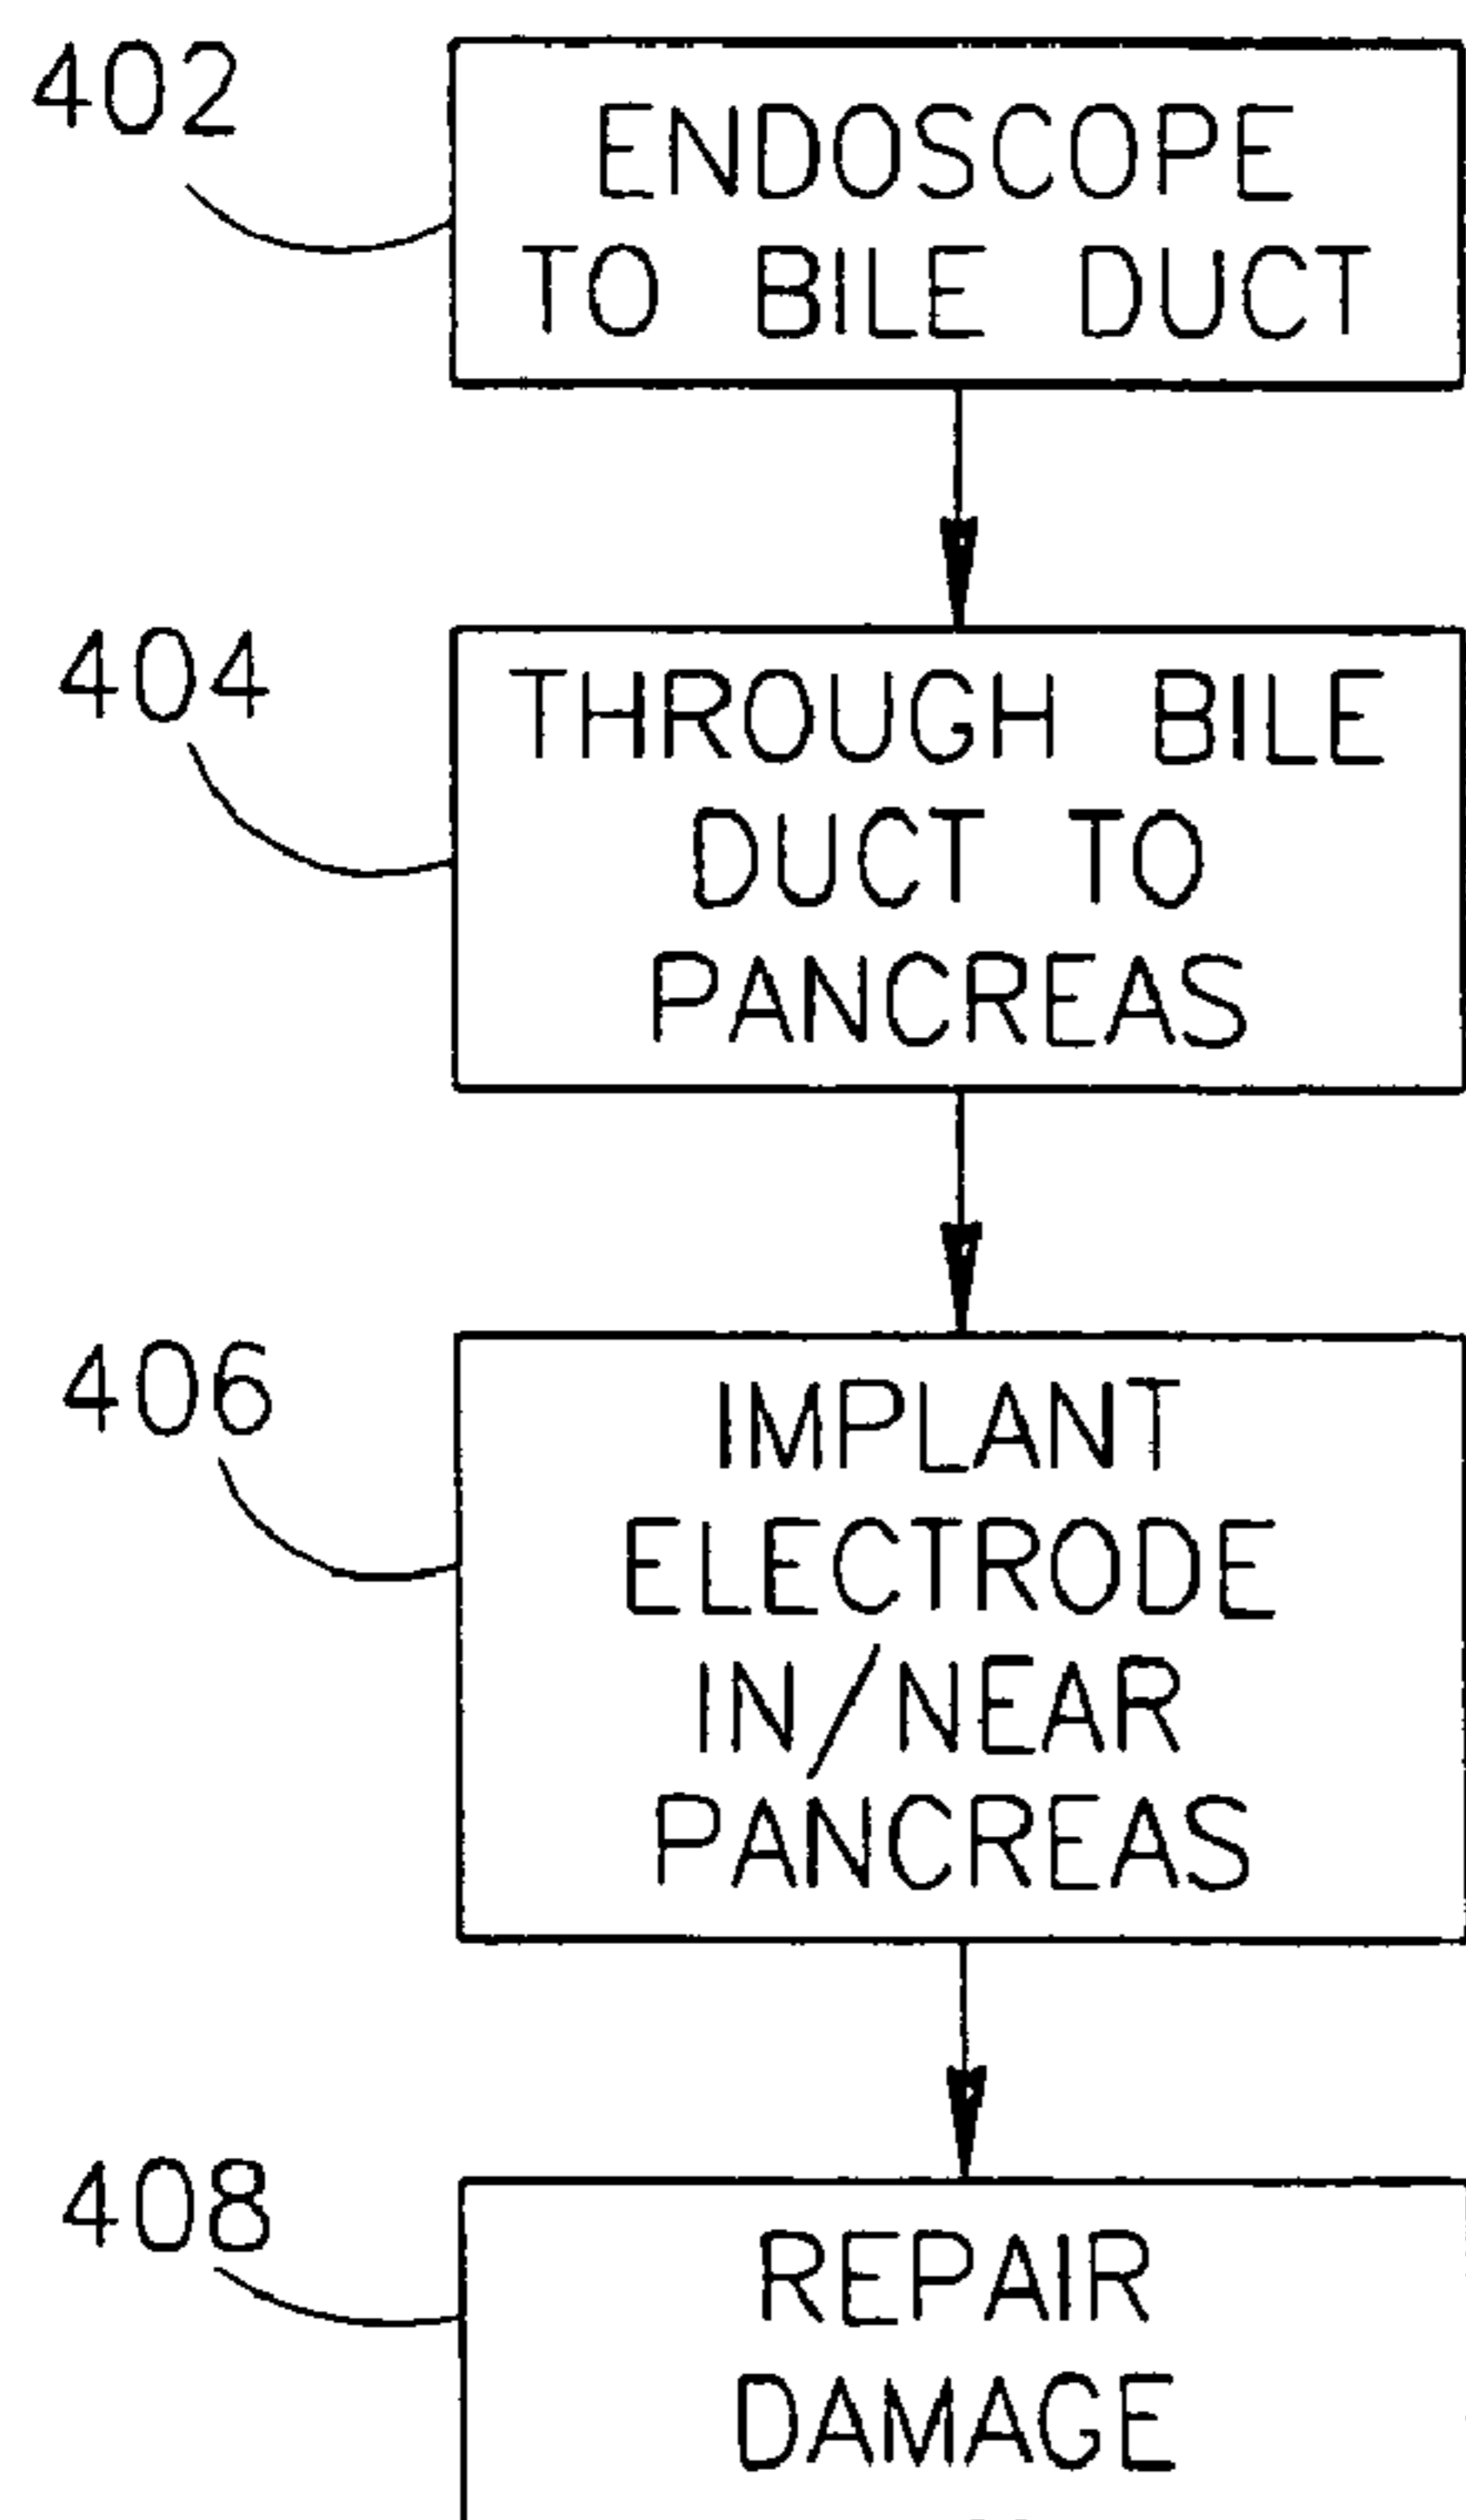 402
ENDOSCOPE
TO BILE DUCT
404
THROUGH BILE
DUCT TO
PANCREAS
406
IMPLANT
ELECTRODE
IN/NEAR
PANCREAS
408
REPAIR
DAMAGE